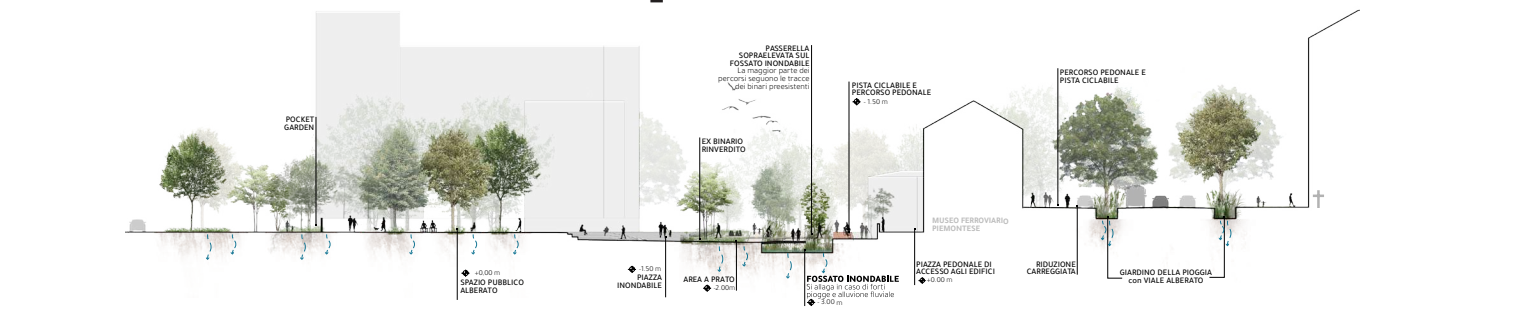 PASSERELLA
SOPRAELEVATA SUL
FOSSATO INONDABILE
La maggior parte dei
percorsi seguono le tracce
dei binari preesistenti
PISTA CICLABILE E
PERCORSO PEDONALE
- 1.50 m
PERCORSO PEDONALE E
PISTA CICLABILE
POCKET
GARDEN
EX BINARIO
RINVERDITO
MUSEO FERROVIARIO
PIEMONTESE
+0.00 m
SPAZIO PUBBLICO
ALBERATO
-1.50 m
PIAZZA
INONDABILE
AREA A PRATO
-2.00m
FOSSATO INONDABILE
Si allaga in caso di forti
piogge e alluvione fluviale
- 3.00 m
PIAZZA PEDONALE DI
ACCESSO AGLI EDIFICI
+0.00 m
RIDUZIONE
CARREGGIATA
GIARDINO DELLA PIOGGIA
con VIALE ALBERATO